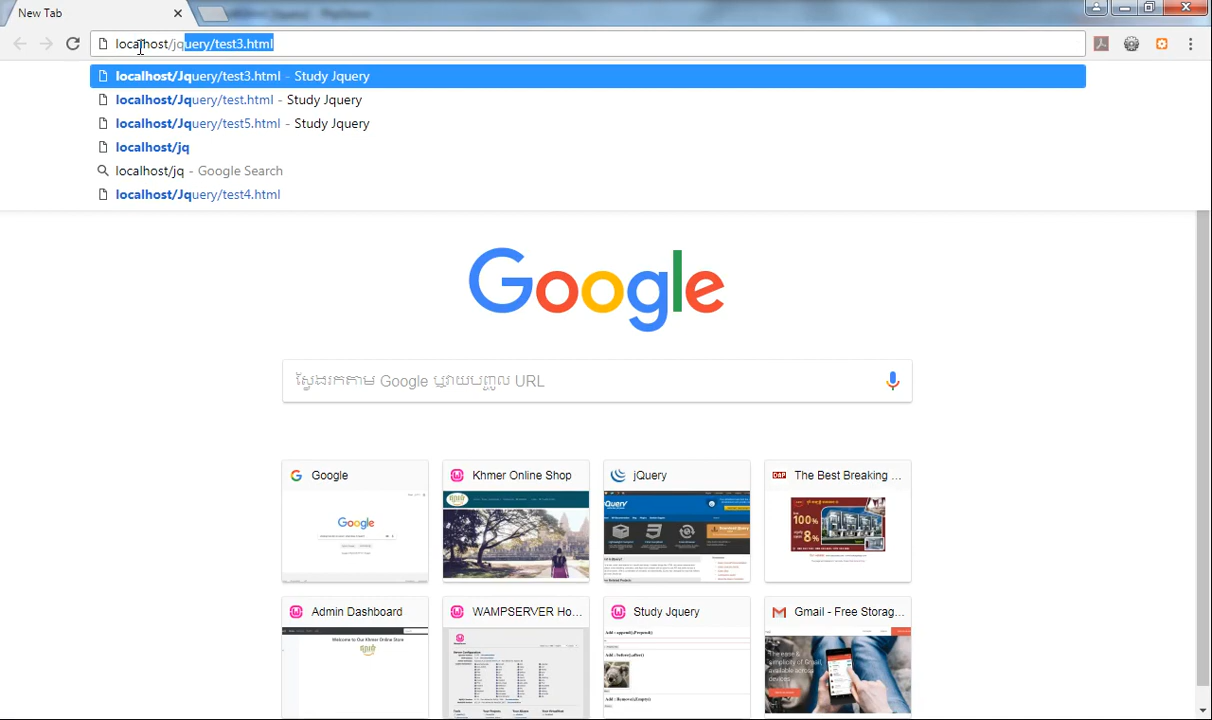 New Tab
localhost/jquery/test3.html
localhost/Jquery/test3.html - Study Jquery
localhost/Jquery/test.html - Study Jquery
localhost/Jquery/test5.html - Study Jquery
localhost/jq
localhost/jq - Google Search
localhost/Jquery/test4.html
Google
ស្វែងរកតាម Google ឬវាយបញ្ចូល URL
Google
Khmer Online Shop
jQuery
The Best Breaking ...
Admin Dashboard
WAMPSERVER Ho...
Study Jquery
Gmail - Free Storag...